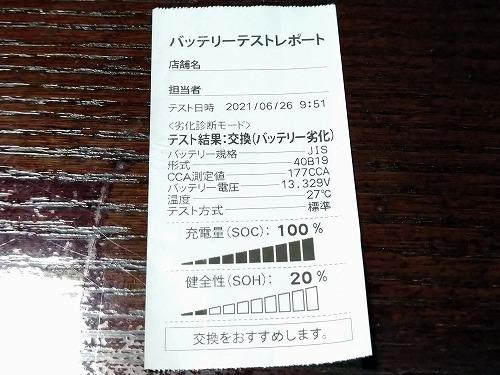 バッテリーテストレポート
店舗名
担当者
テスト日時 2021/06/26 9:51
<劣化診断モード>
テスト結果:交換(バッテリー劣化)
バッテリー規格 JIS
形式 40B19
CCA測定値 177CCA
バッテリー電圧 13.329V
温度 27℃
テスト方式 標準
充電量(SOC): 100 %
健全性(SOH): 20 %
交換をおすすめします。